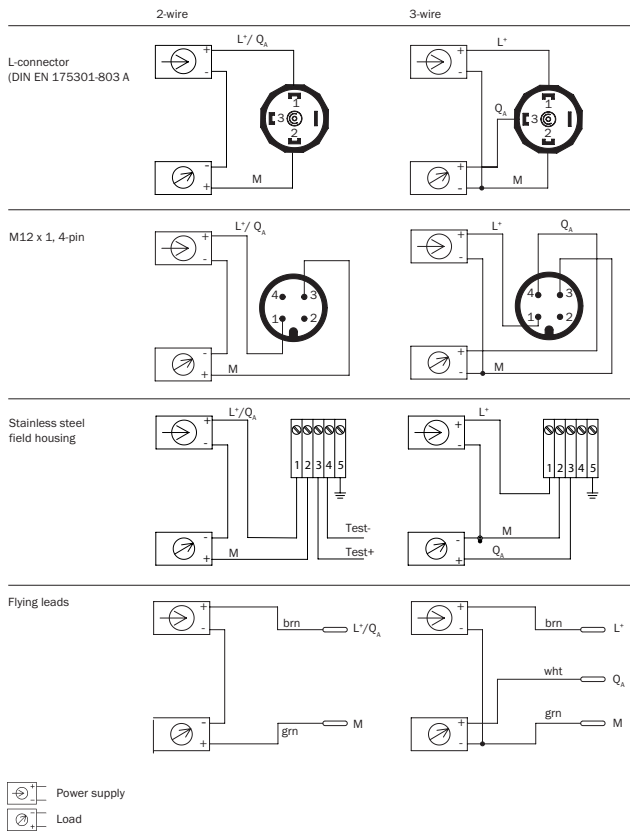 2-wire 3-wire
L-connector
(DIN EN 175301-803 A
+ L⁺/ Q_A
-
1
3
2
-
+ M
+ L⁺
-
Q_A
1
3
2
+
- M
M12 x 1, 4-pin
+ L⁺/ Q_A
-
4 3
1 2
-
+ M
+ L⁺ Q_A
-
4 3
1 2
+
- M
Stainless steel
field housing
+ L⁺/Q_A
-
1 2 3 4 5
Test-
-
+ M Test+
+ L⁺
-
1 2 3 4 5
- M
+ Q_A
Flying leads
+ brn L⁺/Q_A
-
-
+ grn M
+ brn L⁺
-
wht Q_A
+ grn M
-
+
- Power supply
-
+ Load